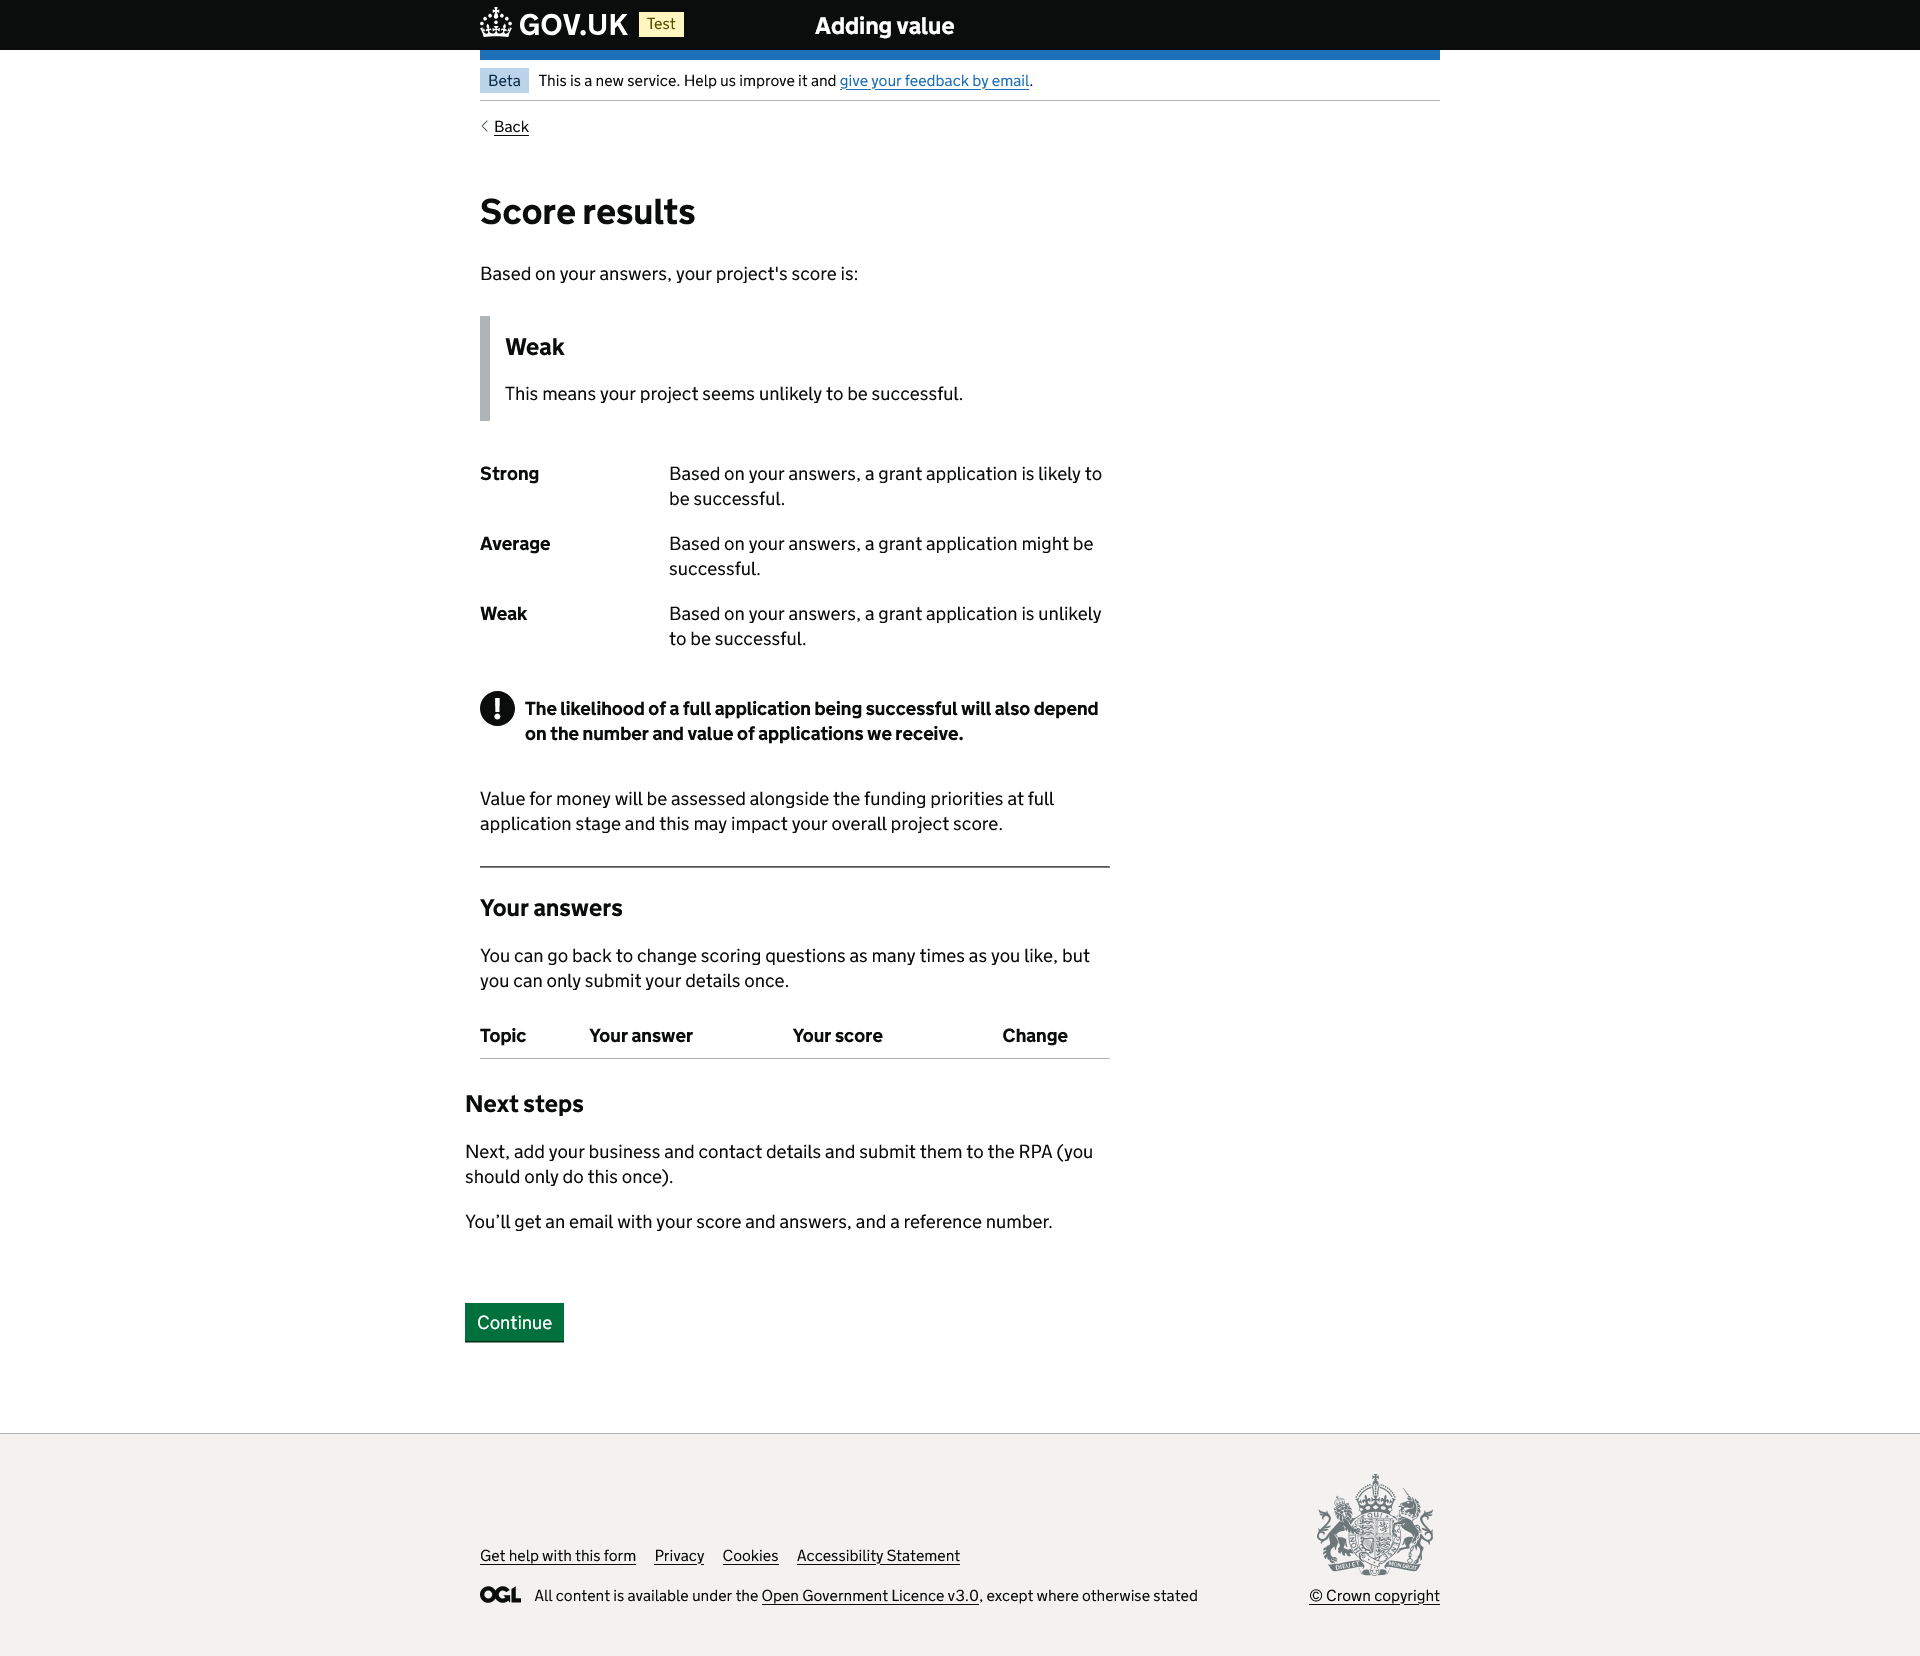 GOV.UK Test Adding value
Beta This is a new service. Help us improve it and give your feedback by email.
Back
Score results
Based on your answers, your project's score is:
Weak
This means your project seems unlikely to be successful.
Strong Based on your answers, a grant application is likely to
be successful.
Average Based on your answers, a grant application might be
successful.
Weak Based on your answers, a grant application is unlikely
to be successful.
! The likelihood of a full application being successful will also depend
on the number and value of applications we receive.
Value for money will be assessed alongside the funding priorities at full
application stage and this may impact your overall project score.
Your answers
You can go back to change scoring questions as many times as you like, but
you can only submit your details once.
Topic Your answer Your score Change
Next steps
Next, add your business and contact details and submit them to the RPA (you
should only do this once).
You’ll get an email with your score and answers, and a reference number.
Continue
Get help with this form Privacy Cookies Accessibility Statement
OGL All content is available under the Open Government Licence v3.0, except where otherwise stated
© Crown copyright